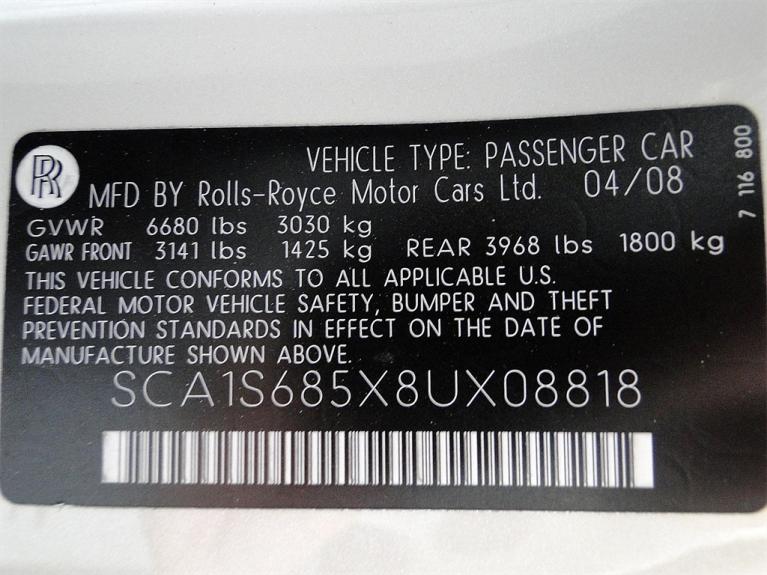 RR
VEHICLE TYPE: PASSENGER CAR
MFD BY Rolls-Royce Motor Cars Ltd. 04/08
GVWR 6680 lbs 3030 kg
GAWR FRONT 3141 lbs 1425 kg REAR 3968 lbs 1800 kg
THIS VEHICLE CONFORMS TO ALL APPLICABLE U.S.
FEDERAL MOTOR VEHICLE SAFETY, BUMPER AND THEFT
PREVENTION STANDARDS IN EFFECT ON THE DATE OF
MANUFACTURE SHOWN ABOVE.
SCA1S685X8UX08818
7 116 800